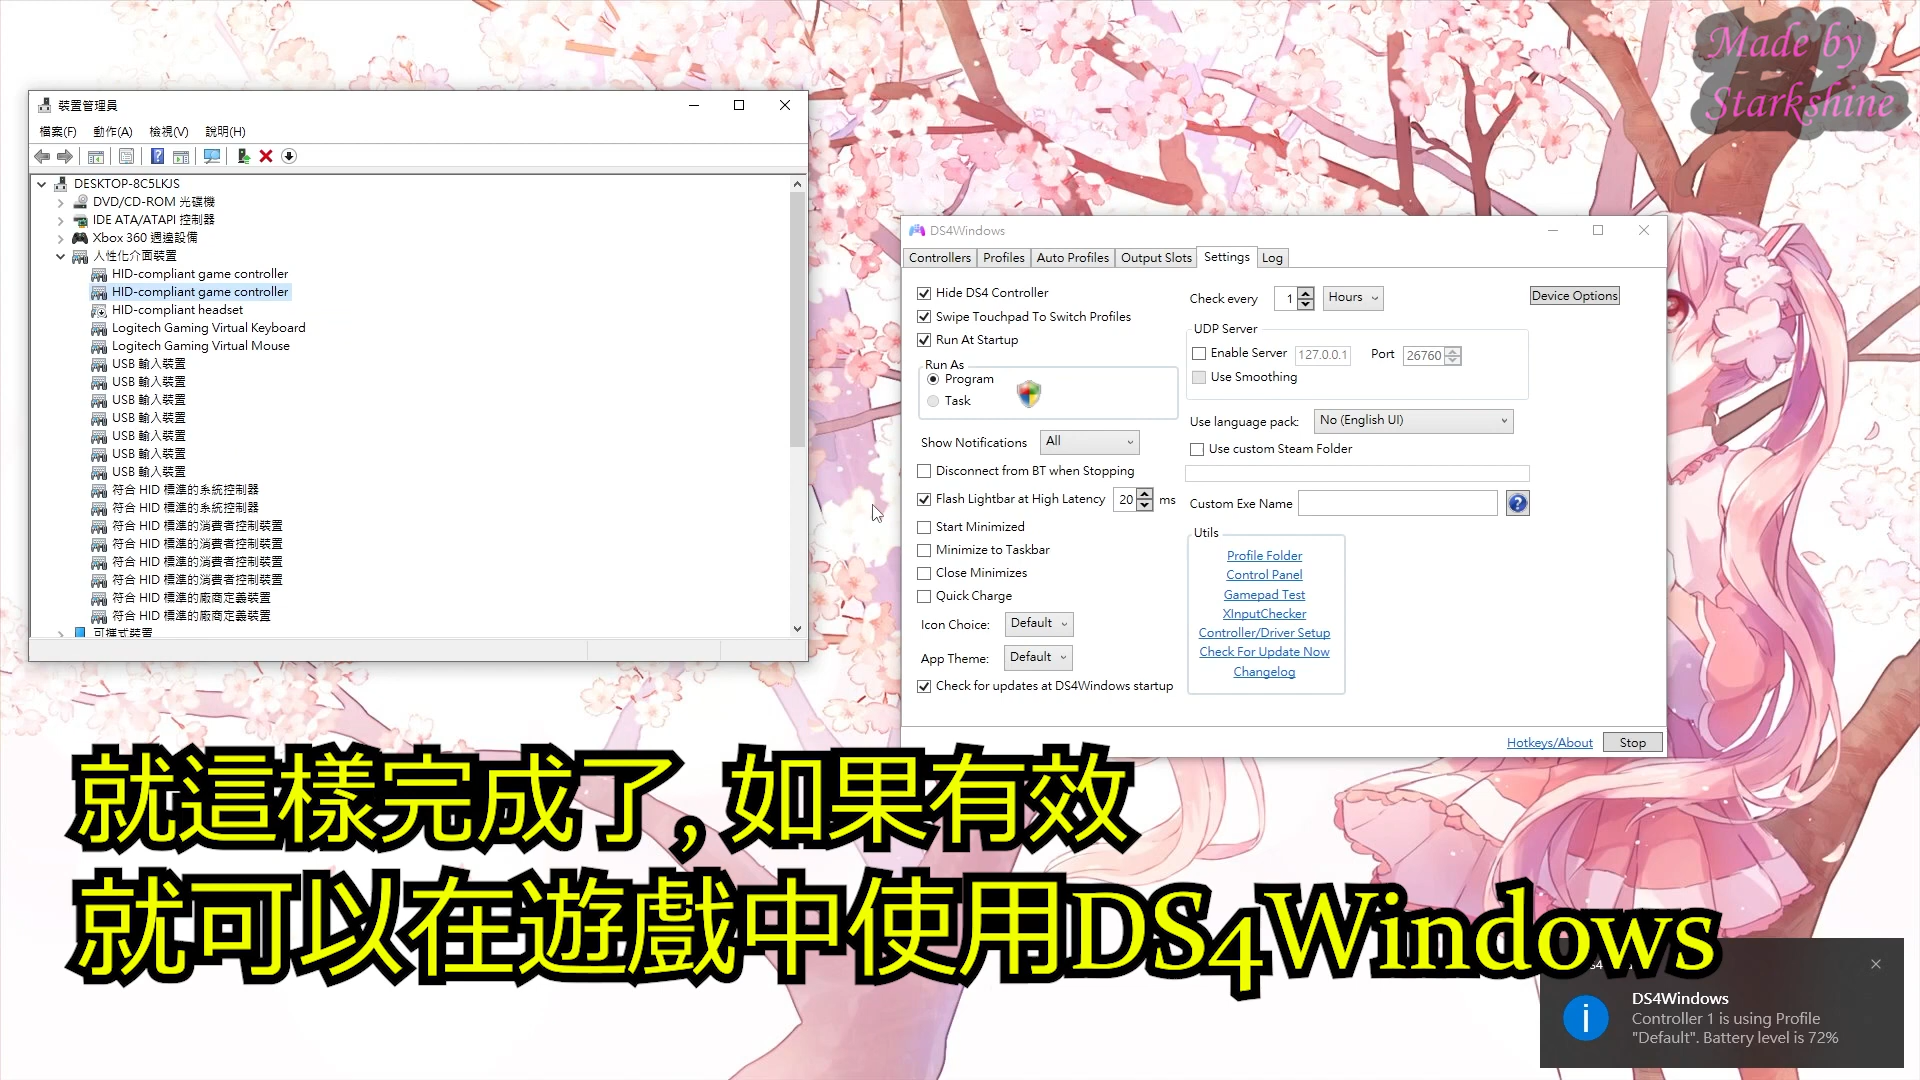 Made by
Starkshine
裝置管理員
檔案(F) 動作(A) 檢視(V) 說明(H)
DESKTOP-8C5LKJS
DVD/CD-ROM 光碟機
IDE ATA/ATAPI 控制器
Xbox 360 週邊設備
人性化介面裝置
HID-compliant game controller
HID-compliant game controller
HID-compliant headset
Logitech Gaming Virtual Keyboard
Logitech Gaming Virtual Mouse
USB 輸入裝置
USB 輸入裝置
USB 輸入裝置
USB 輸入裝置
USB 輸入裝置
USB 輸入裝置
USB 輸入裝置
符合 HID 標準的系統控制器
符合 HID 標準的系統控制器
符合 HID 標準的消費者控制裝置
符合 HID 標準的消費者控制裝置
符合 HID 標準的消費者控制裝置
符合 HID 標準的消費者控制裝置
符合 HID 標準的廠商定義裝置
符合 HID 標準的廠商定義裝置
可攜式裝置
DS4Windows
Controllers Profiles Auto Profiles Output Slots Settings Log
Hide DS4 Controller
Swipe Touchpad To Switch Profiles
Run At Startup
Run As
Program
Task
Show Notifications All
Disconnect from BT when Stopping
Flash Lightbar at High Latency 20 ms
Start Minimized
Minimize to Taskbar
Close Minimizes
Quick Charge
Icon Choice: Default
App Theme: Default
Check for updates at DS4Windows startup
Check every 1 Hours
Device Options
UDP Server
Enable Server 127.0.0.1 Port 26760
Use Smoothing
Use language pack: No (English UI)
Use custom Steam Folder
Custom Exe Name
Utils
Profile Folder
Control Panel
Gamepad Test
XInputChecker
Controller/Driver Setup
Check For Update Now
Changelog
Hotkeys/About Stop
就這樣完成了, 如果有效
就可以在遊戲中使用DS4Windows
DS4Windows
Controller 1 is using Profile
"Default". Battery level is 72%